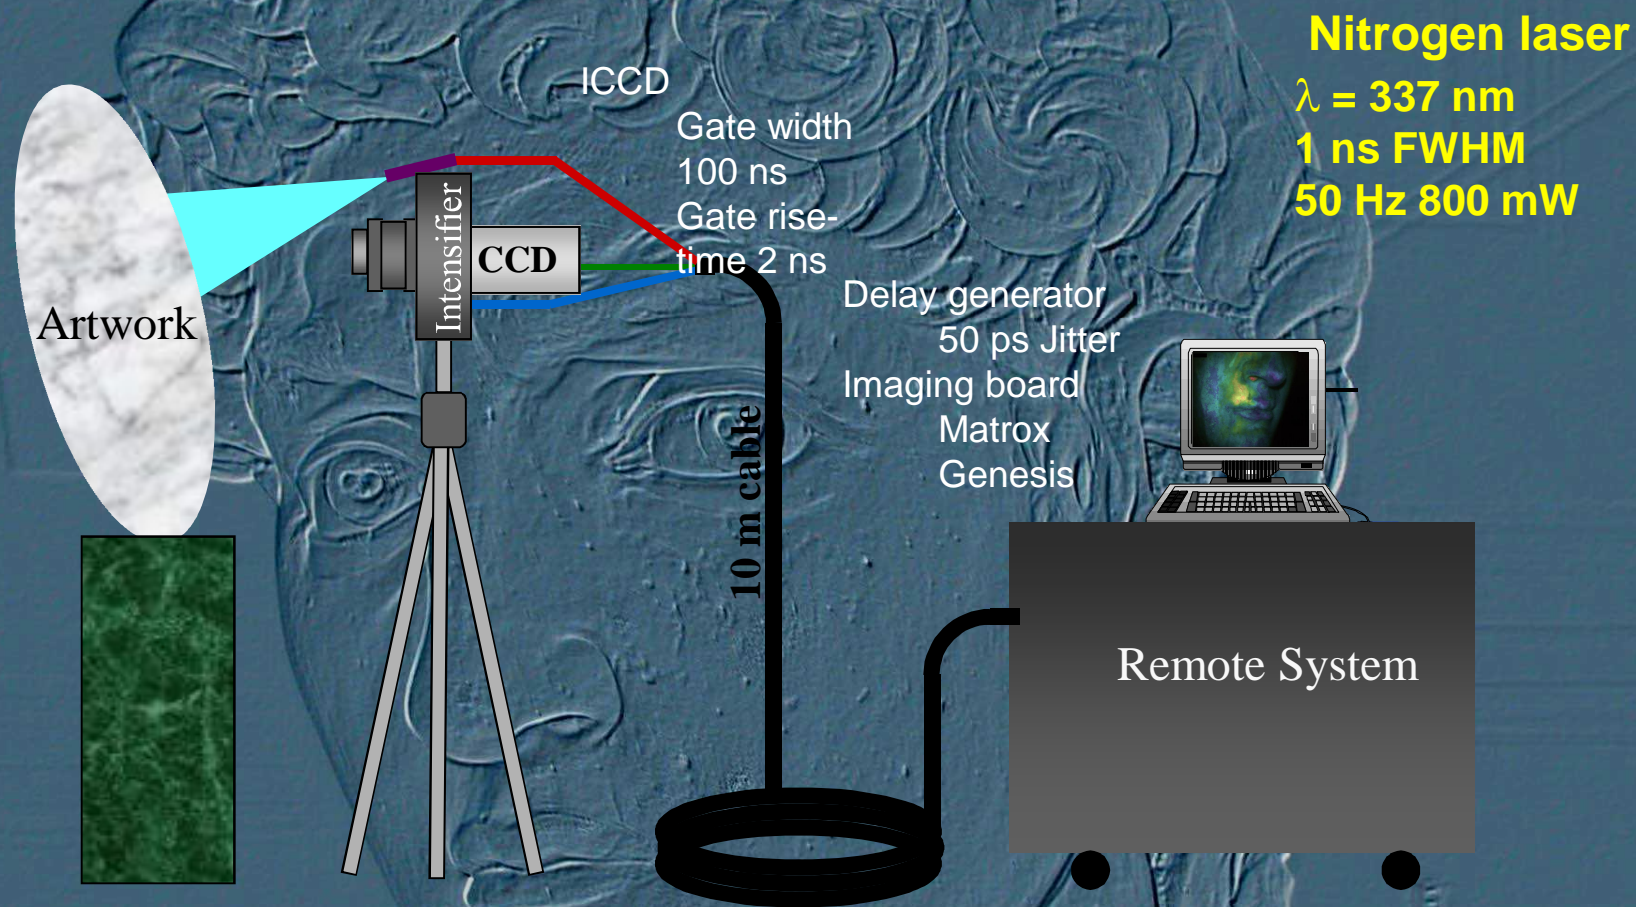 Nitrogen laser
λ = 337 nm
1 ns FWHM
50 Hz 800 mW
ICCD
Gate width
100 ns
Gate rise-
time 2 ns
Intensifier
CCD
Artwork
Delay generator
50 ps Jitter
Imaging board
Matrox
Genesis
10 m cable
Remote System